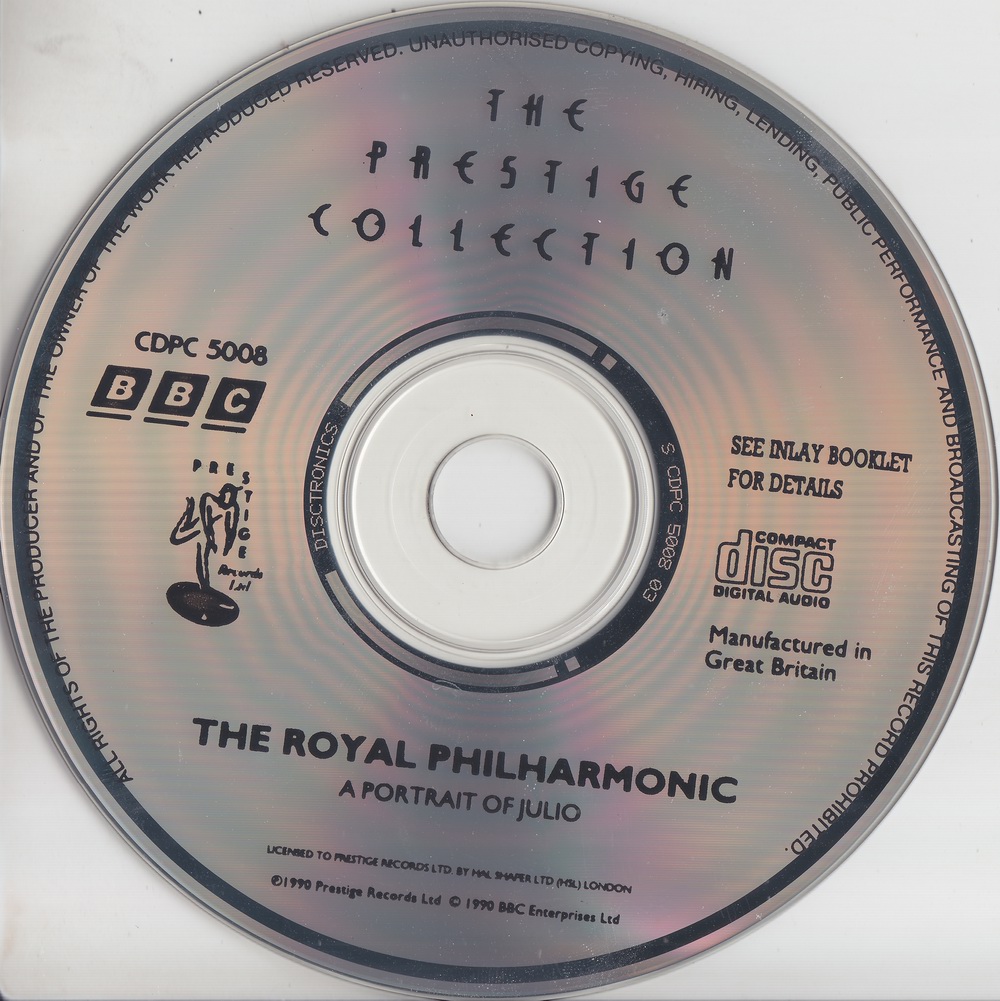 ALL RIGHTS OF THE PRODUCER AND OF THE OWNER OF THE WORK REPRODUCED RESERVED. UNAUTHORISED COPYING, HIRING, LENDING, PUBLIC PERFORMANCE AND BROADCASTING OF THIS RECORD PROHIBITED.
THE
PRESTIGE
COLLECTION
CDPC 5008
BBC
PRESTIGE
Records
Ltd
DISCTRONICS
S CDPC 5008 03
SEE INLAY BOOKLET
FOR DETAILS
COMPACT
disc
DIGITAL AUDIO
Manufactured in
Great Britain
THE ROYAL PHILHARMONIC
A PORTRAIT OF JULIO
LICENSED TO PRESTIGE RECORDS LTD. BY HAL SHAPER LTD (HSL) LONDON
℗1990 Prestige Records Ltd © 1990 BBC Enterprises Ltd